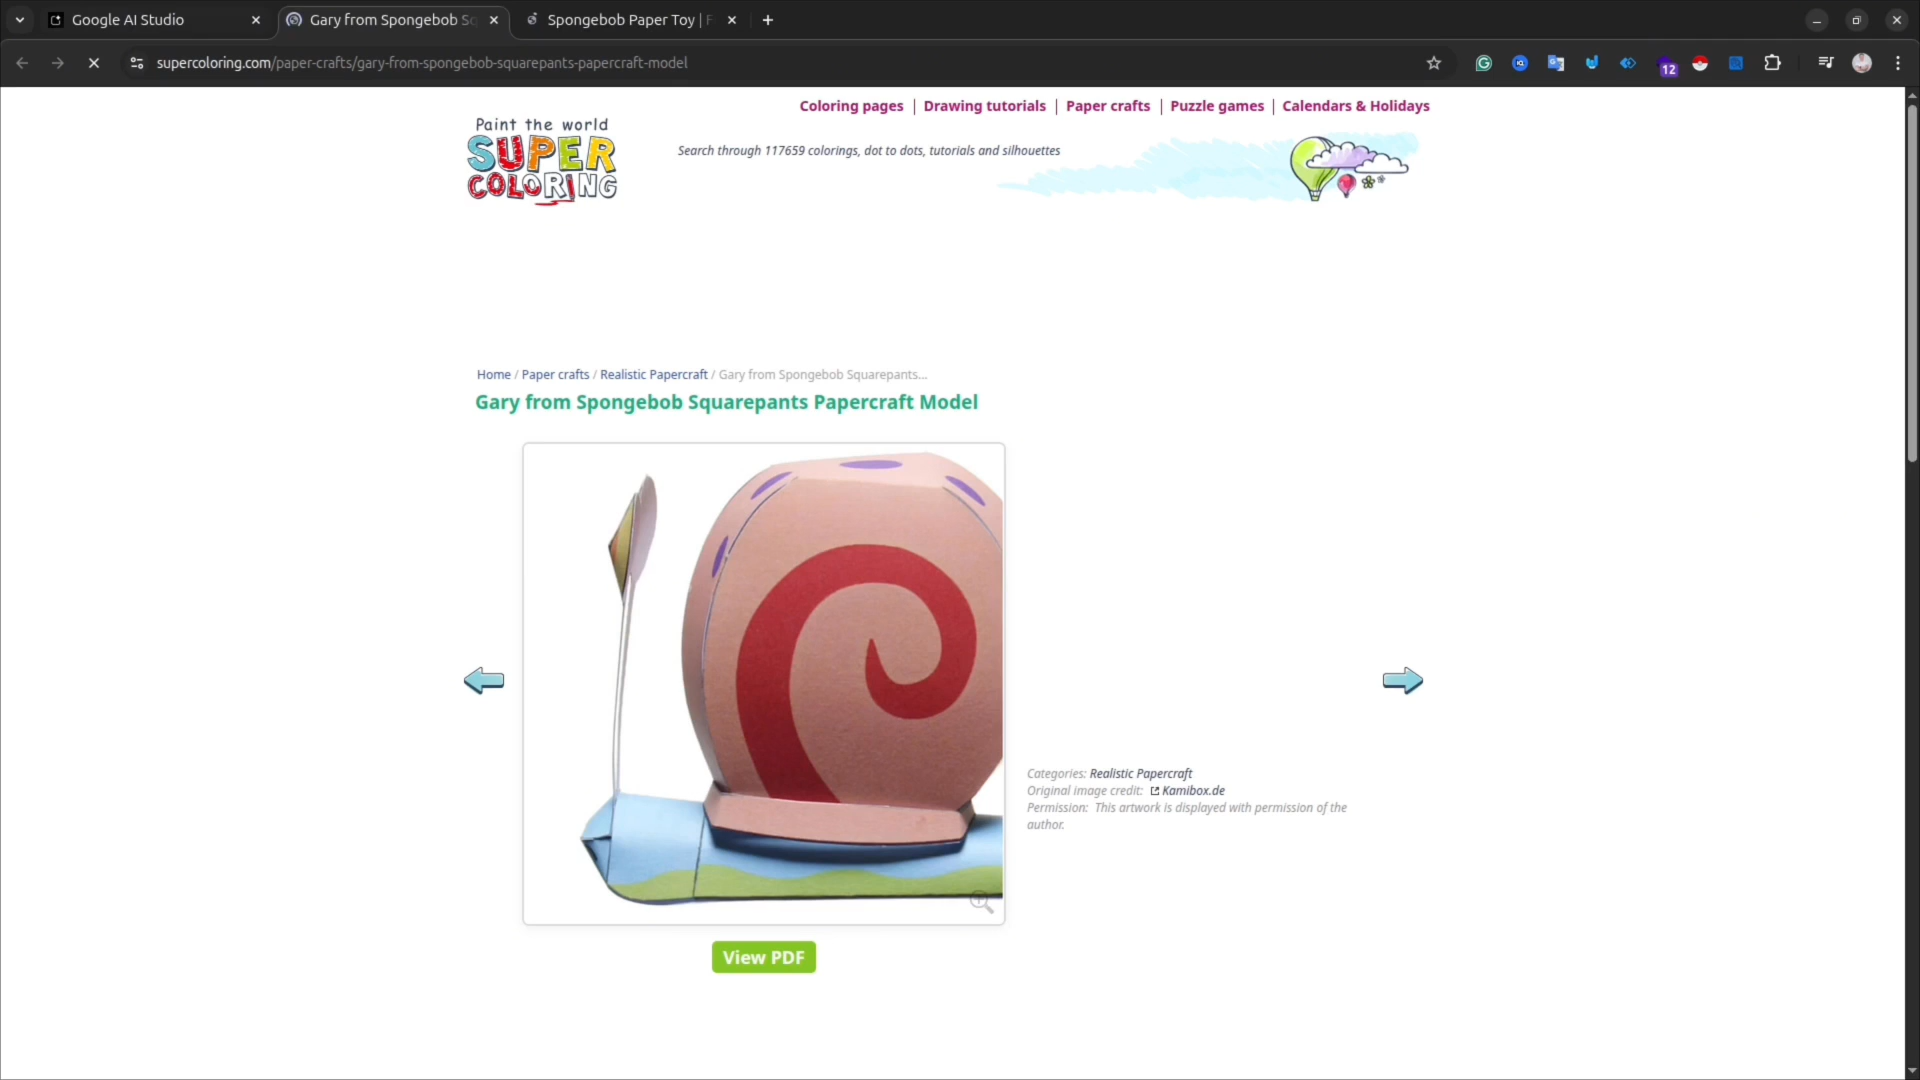 Google AI Studio
Gary from Spongebob Sq
Spongebob Paper Toy | F
supercoloring.com/paper-crafts/gary-from-spongebob-squarepants-papercraft-model
12
Coloring pages | Drawing tutorials | Paper crafts | Puzzle games | Calendars & Holidays
Paint the world
SUPER
COLORING
Search through 117659 colorings, dot to dots, tutorials and silhouettes
Home / Paper crafts / Realistic Papercraft / Gary from Spongebob Squarepants...
Gary from Spongebob Squarepants Papercraft Model
Categories: Realistic Papercraft
Original image credit: Kamibox.de
Permission: This artwork is displayed with permission of the
author.
View PDF